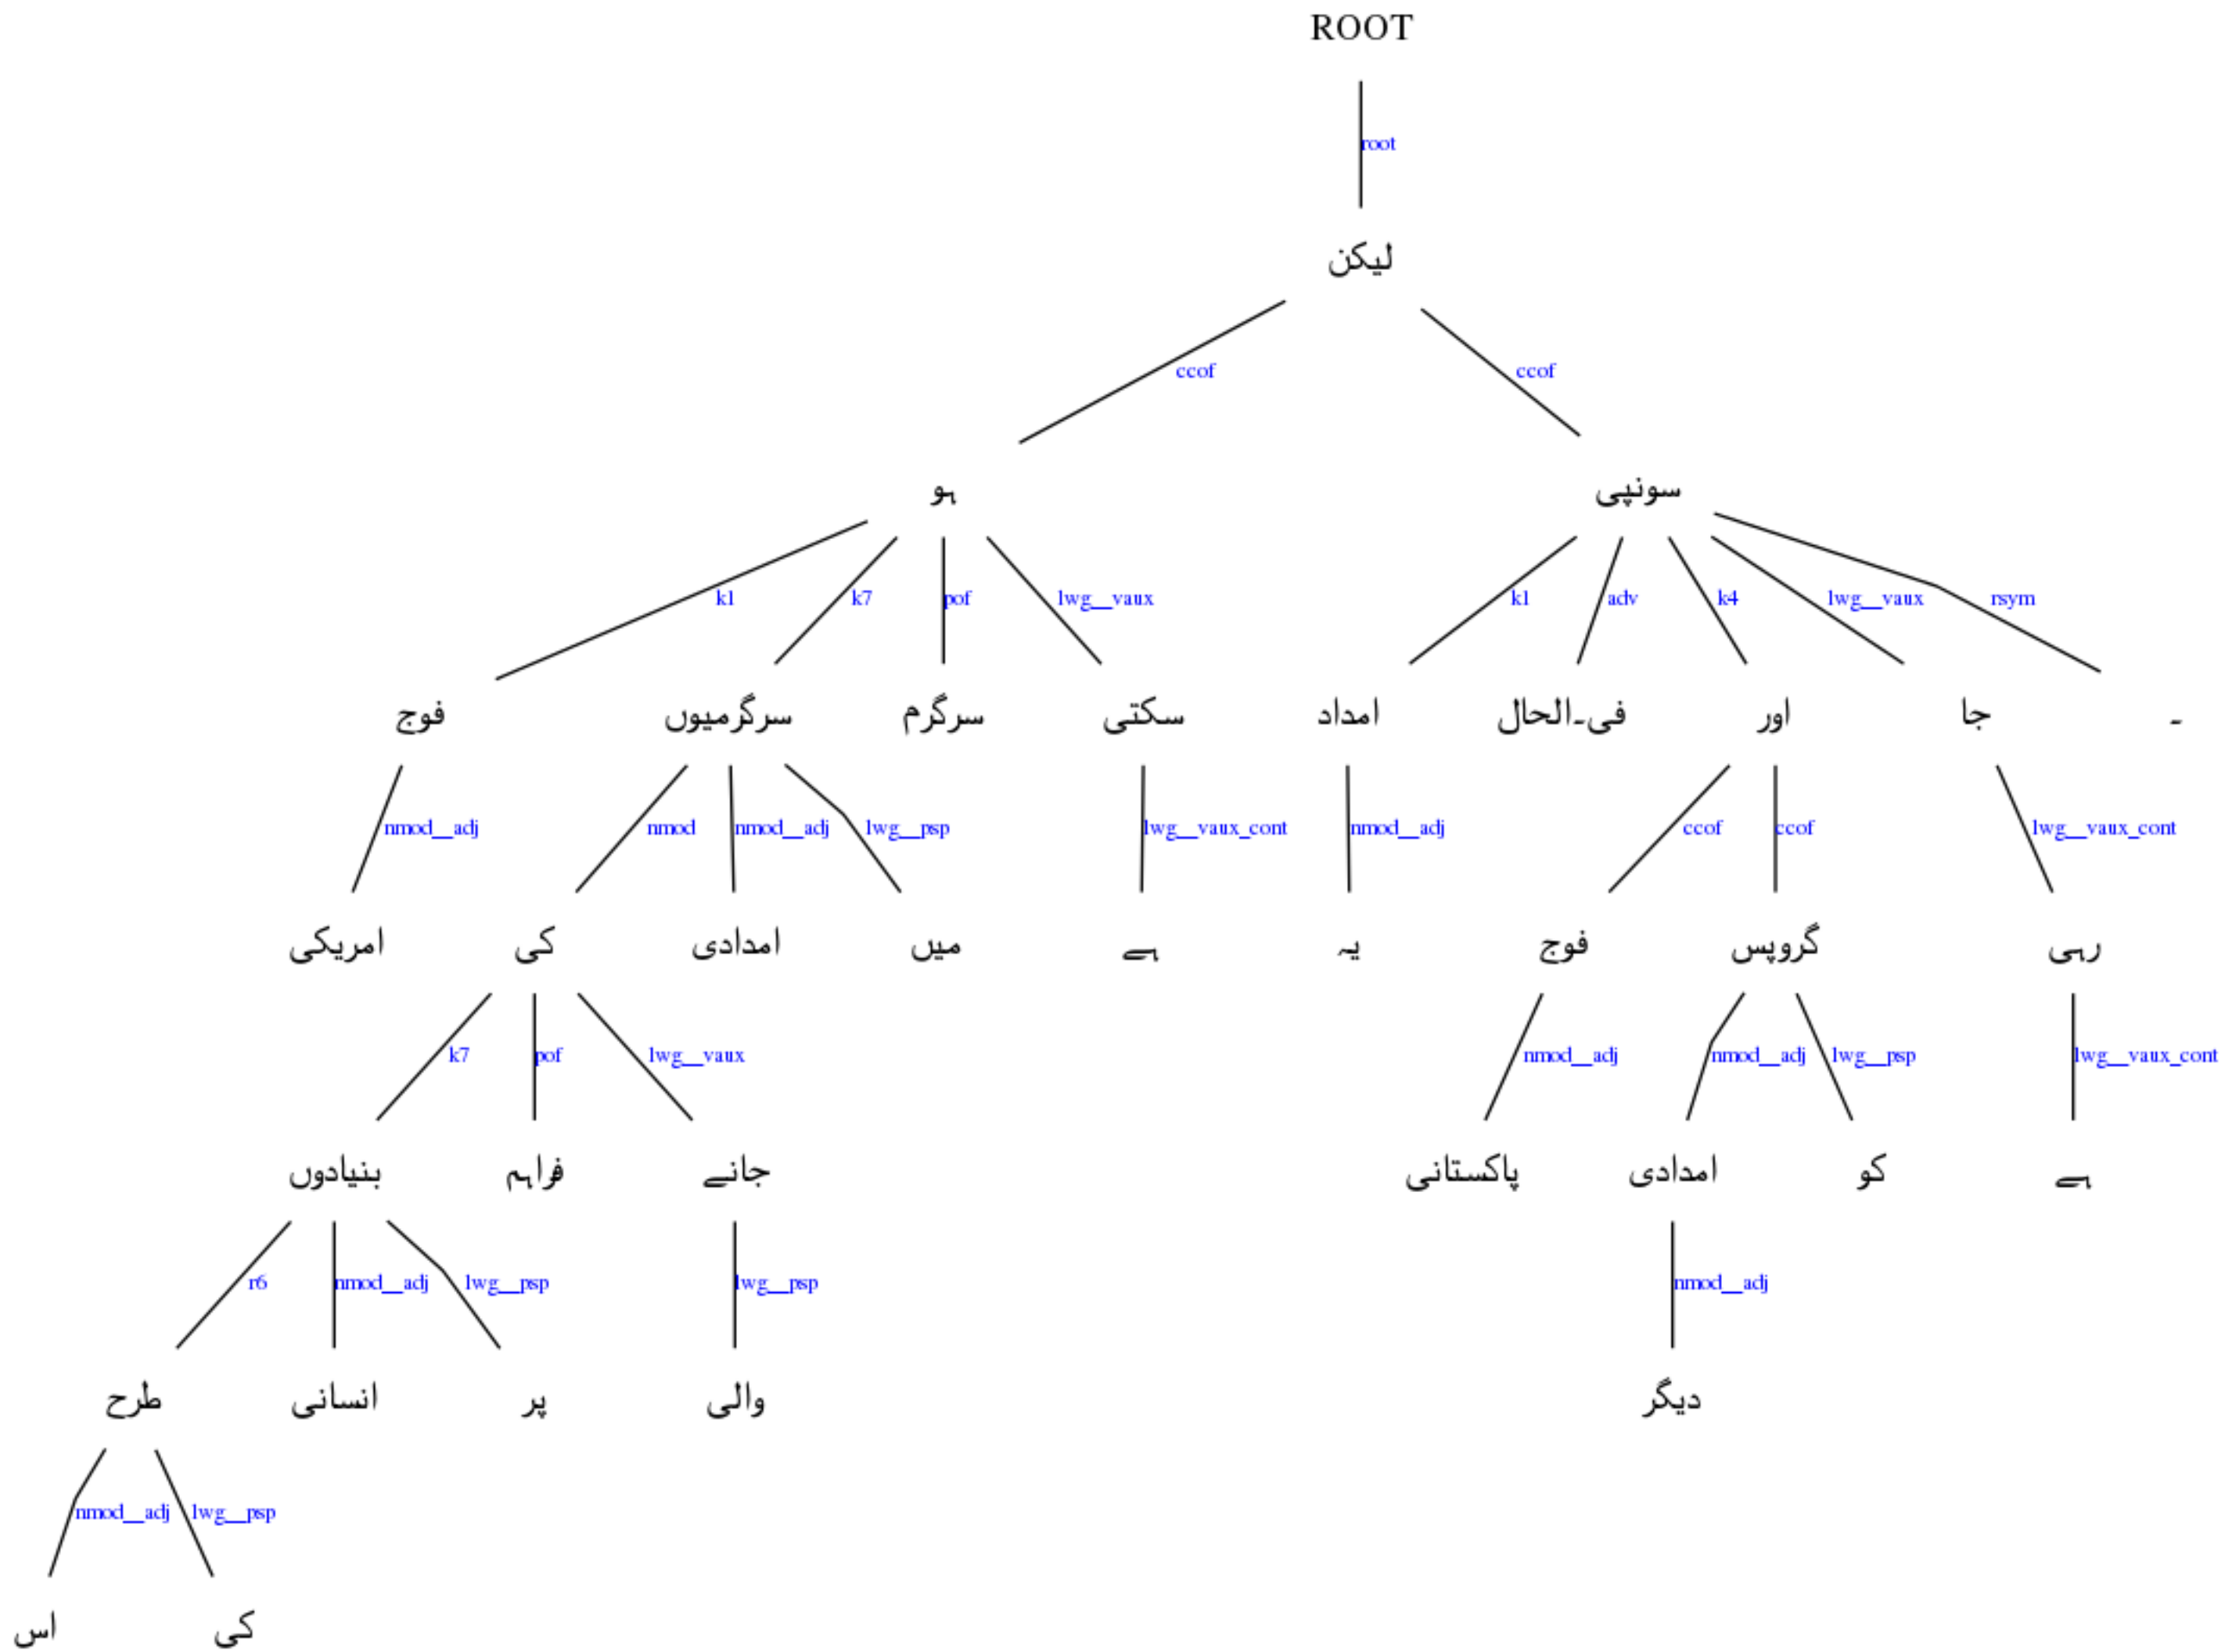 ROOT
root
لیکن
ccof ccof
ہو سونپی
k1 k7 pof lwg__vaux k1 adv k4 lwg__vaux rsym
فوج سرگرمیوں سرگرم سکتی امداد فی۔الحال اور جا ۔
nmod__adj nmod nmod__adj lwg__psp lwg__vaux_cont nmod__adj ccof ccof lwg__vaux_cont
امریکی کی امدادی میں ہے یہ فوج گروپس رہی
k7 pof lwg__vaux nmod__adj nmod__adj lwg__psp lwg__vaux_cont
بنیادوں فراہم جانے پاکستانی امدادی کو ہے
r6 nmod__adj lwg__psp lwg__psp nmod__adj
طرح انسانی پر والی دیگر
nmod__adj lwg__psp
اس کی